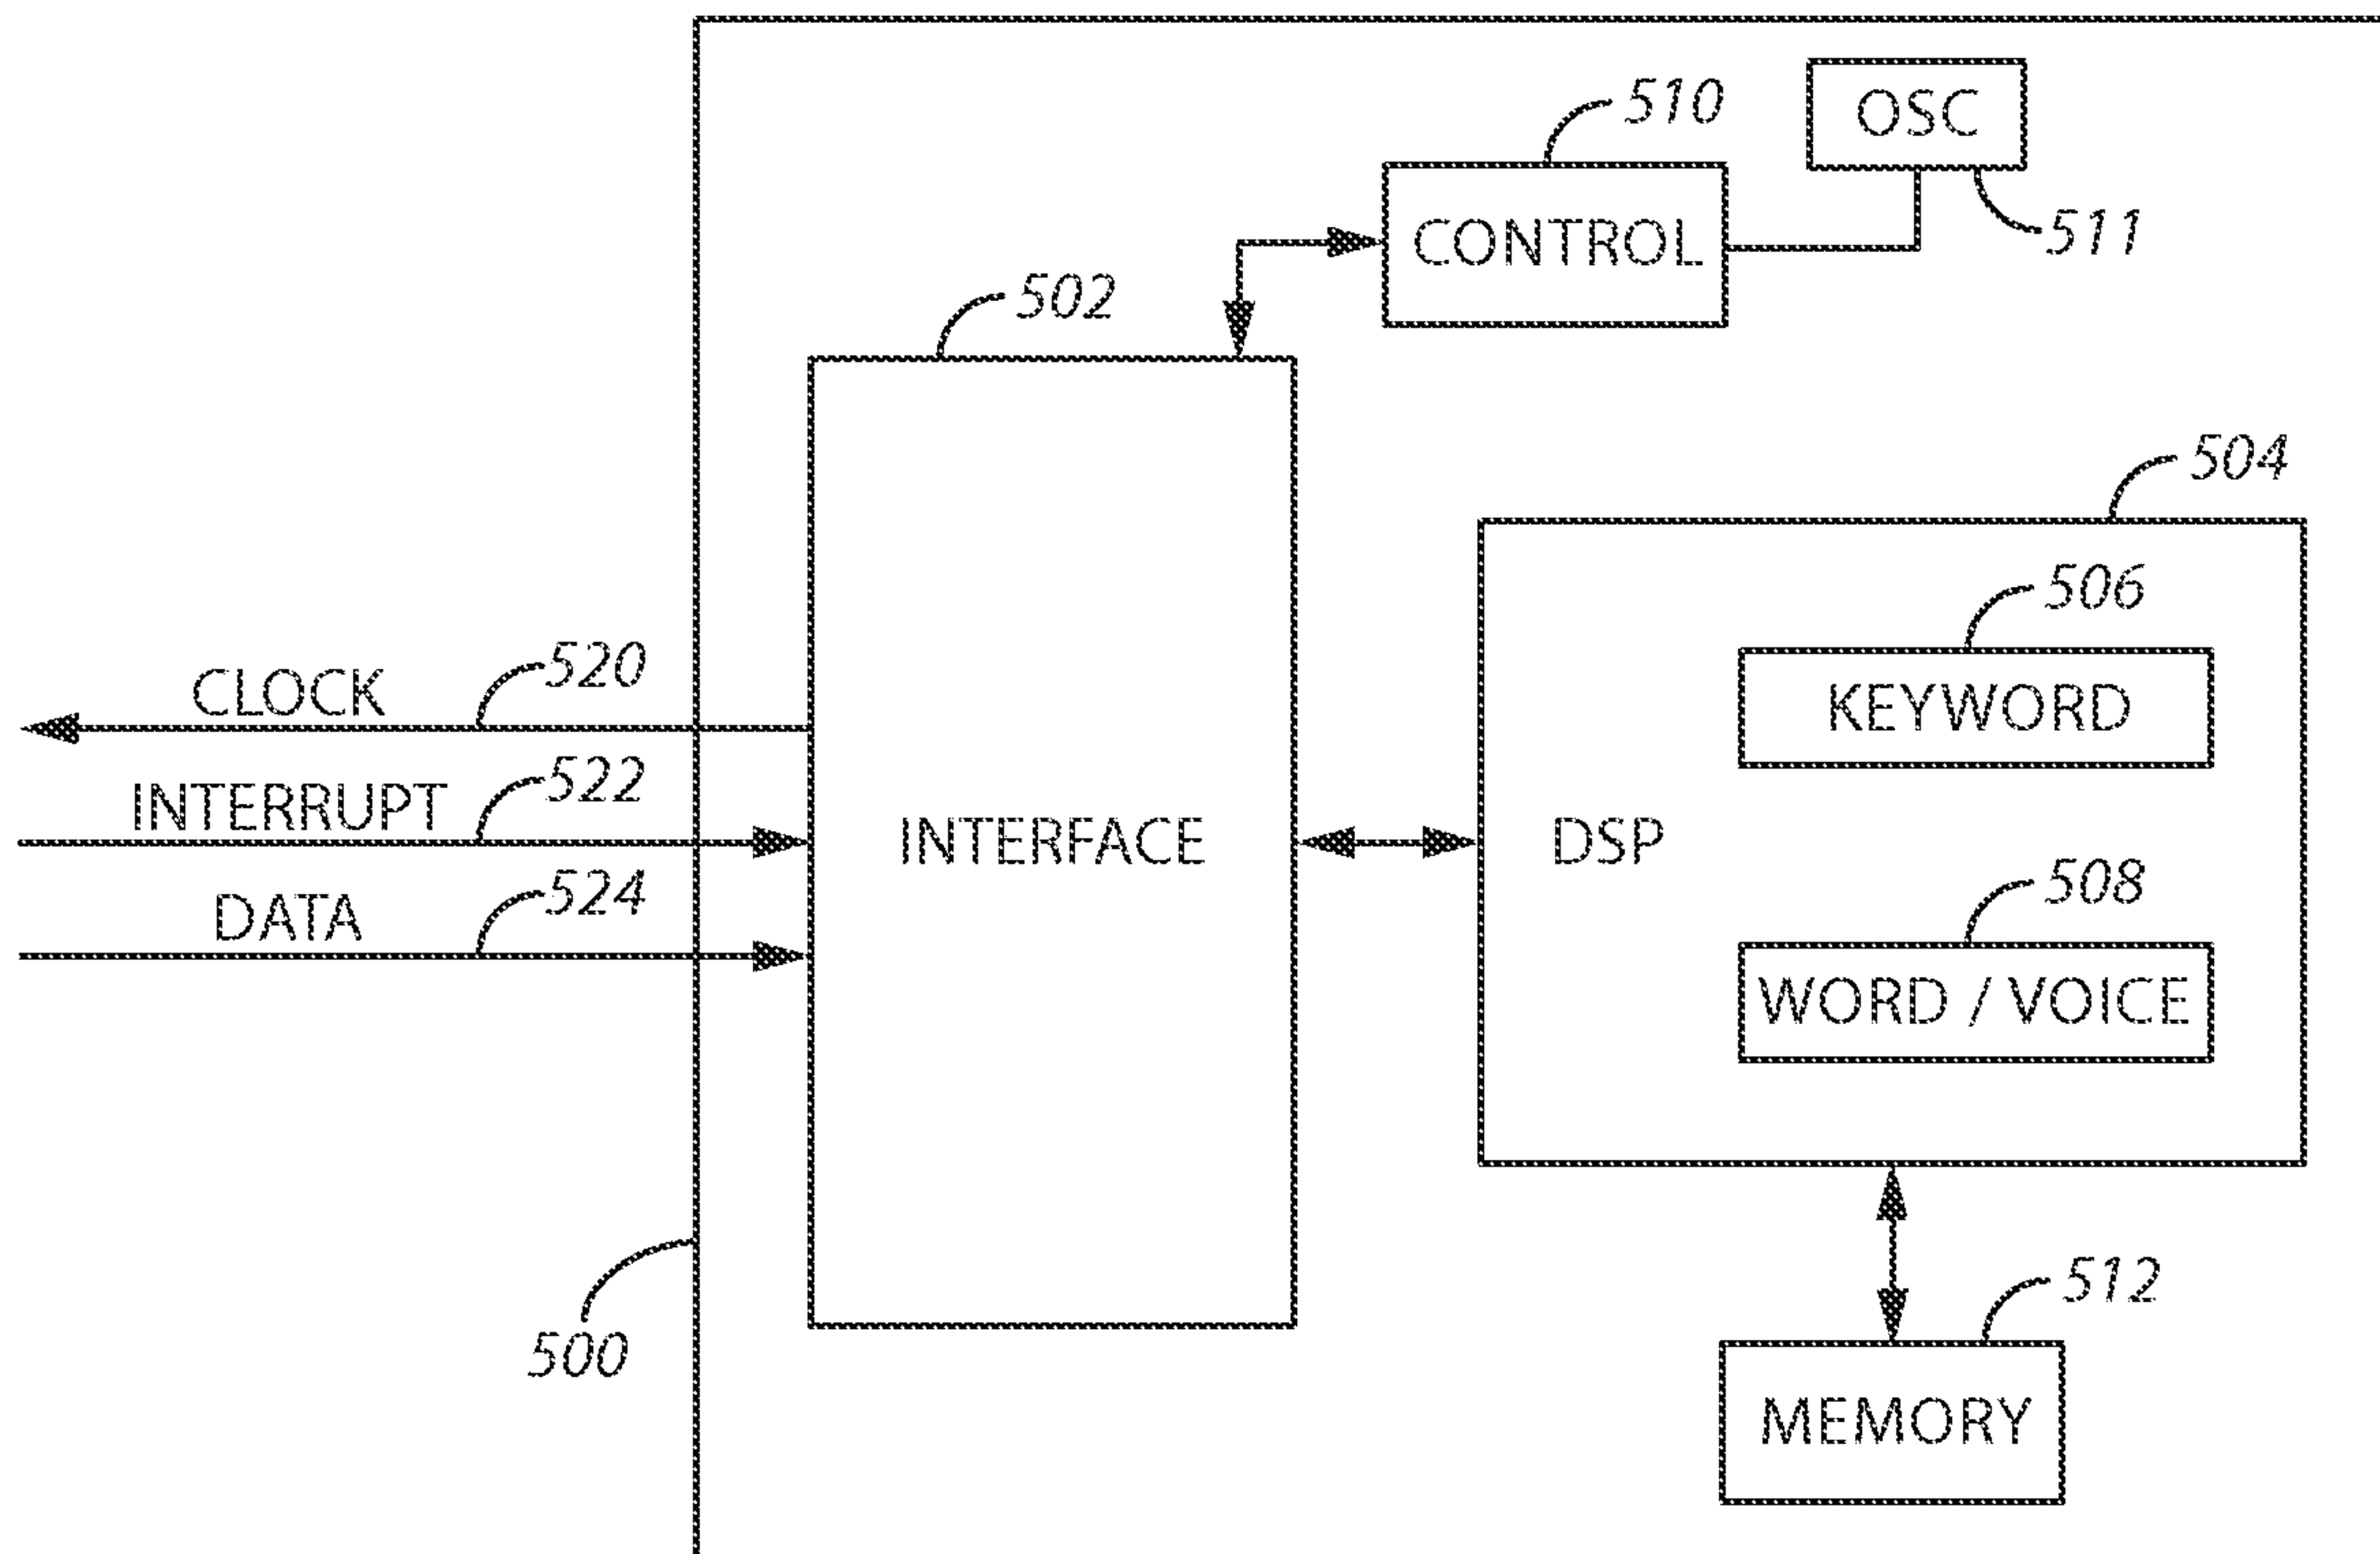 510
OSC
CONTROL
511
502
504
506
KEYWORD
CLOCK
520
INTERRUPT
522
INTERFACE
DSP
DATA
524
508
WORD / VOICE
500
512
MEMORY